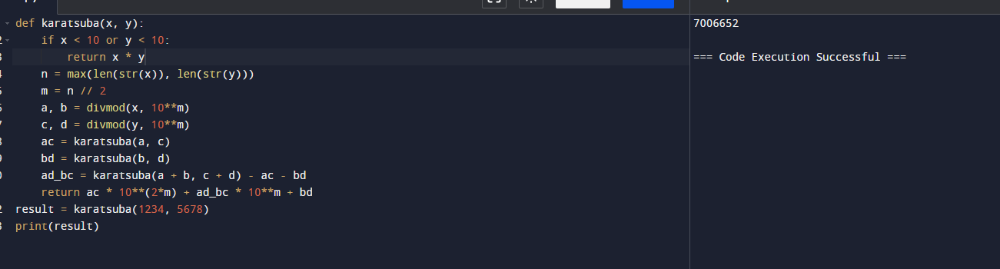 def karatsuba(x, y):
    if x < 10 or y < 10:
        return x * y
    n = max(len(str(x)), len(str(y)))
    m = n // 2
    a, b = divmod(x, 10**m)
    c, d = divmod(y, 10**m)
    ac = karatsuba(a, c)
    bd = karatsuba(b, d)
    ad_bc = karatsuba(a + b, c + d) - ac - bd
    return ac * 10**(2*m) + ad_bc * 10**m + bd
result = karatsuba(1234, 5678)
print(result)
7006652
=== Code Execution Successful ===